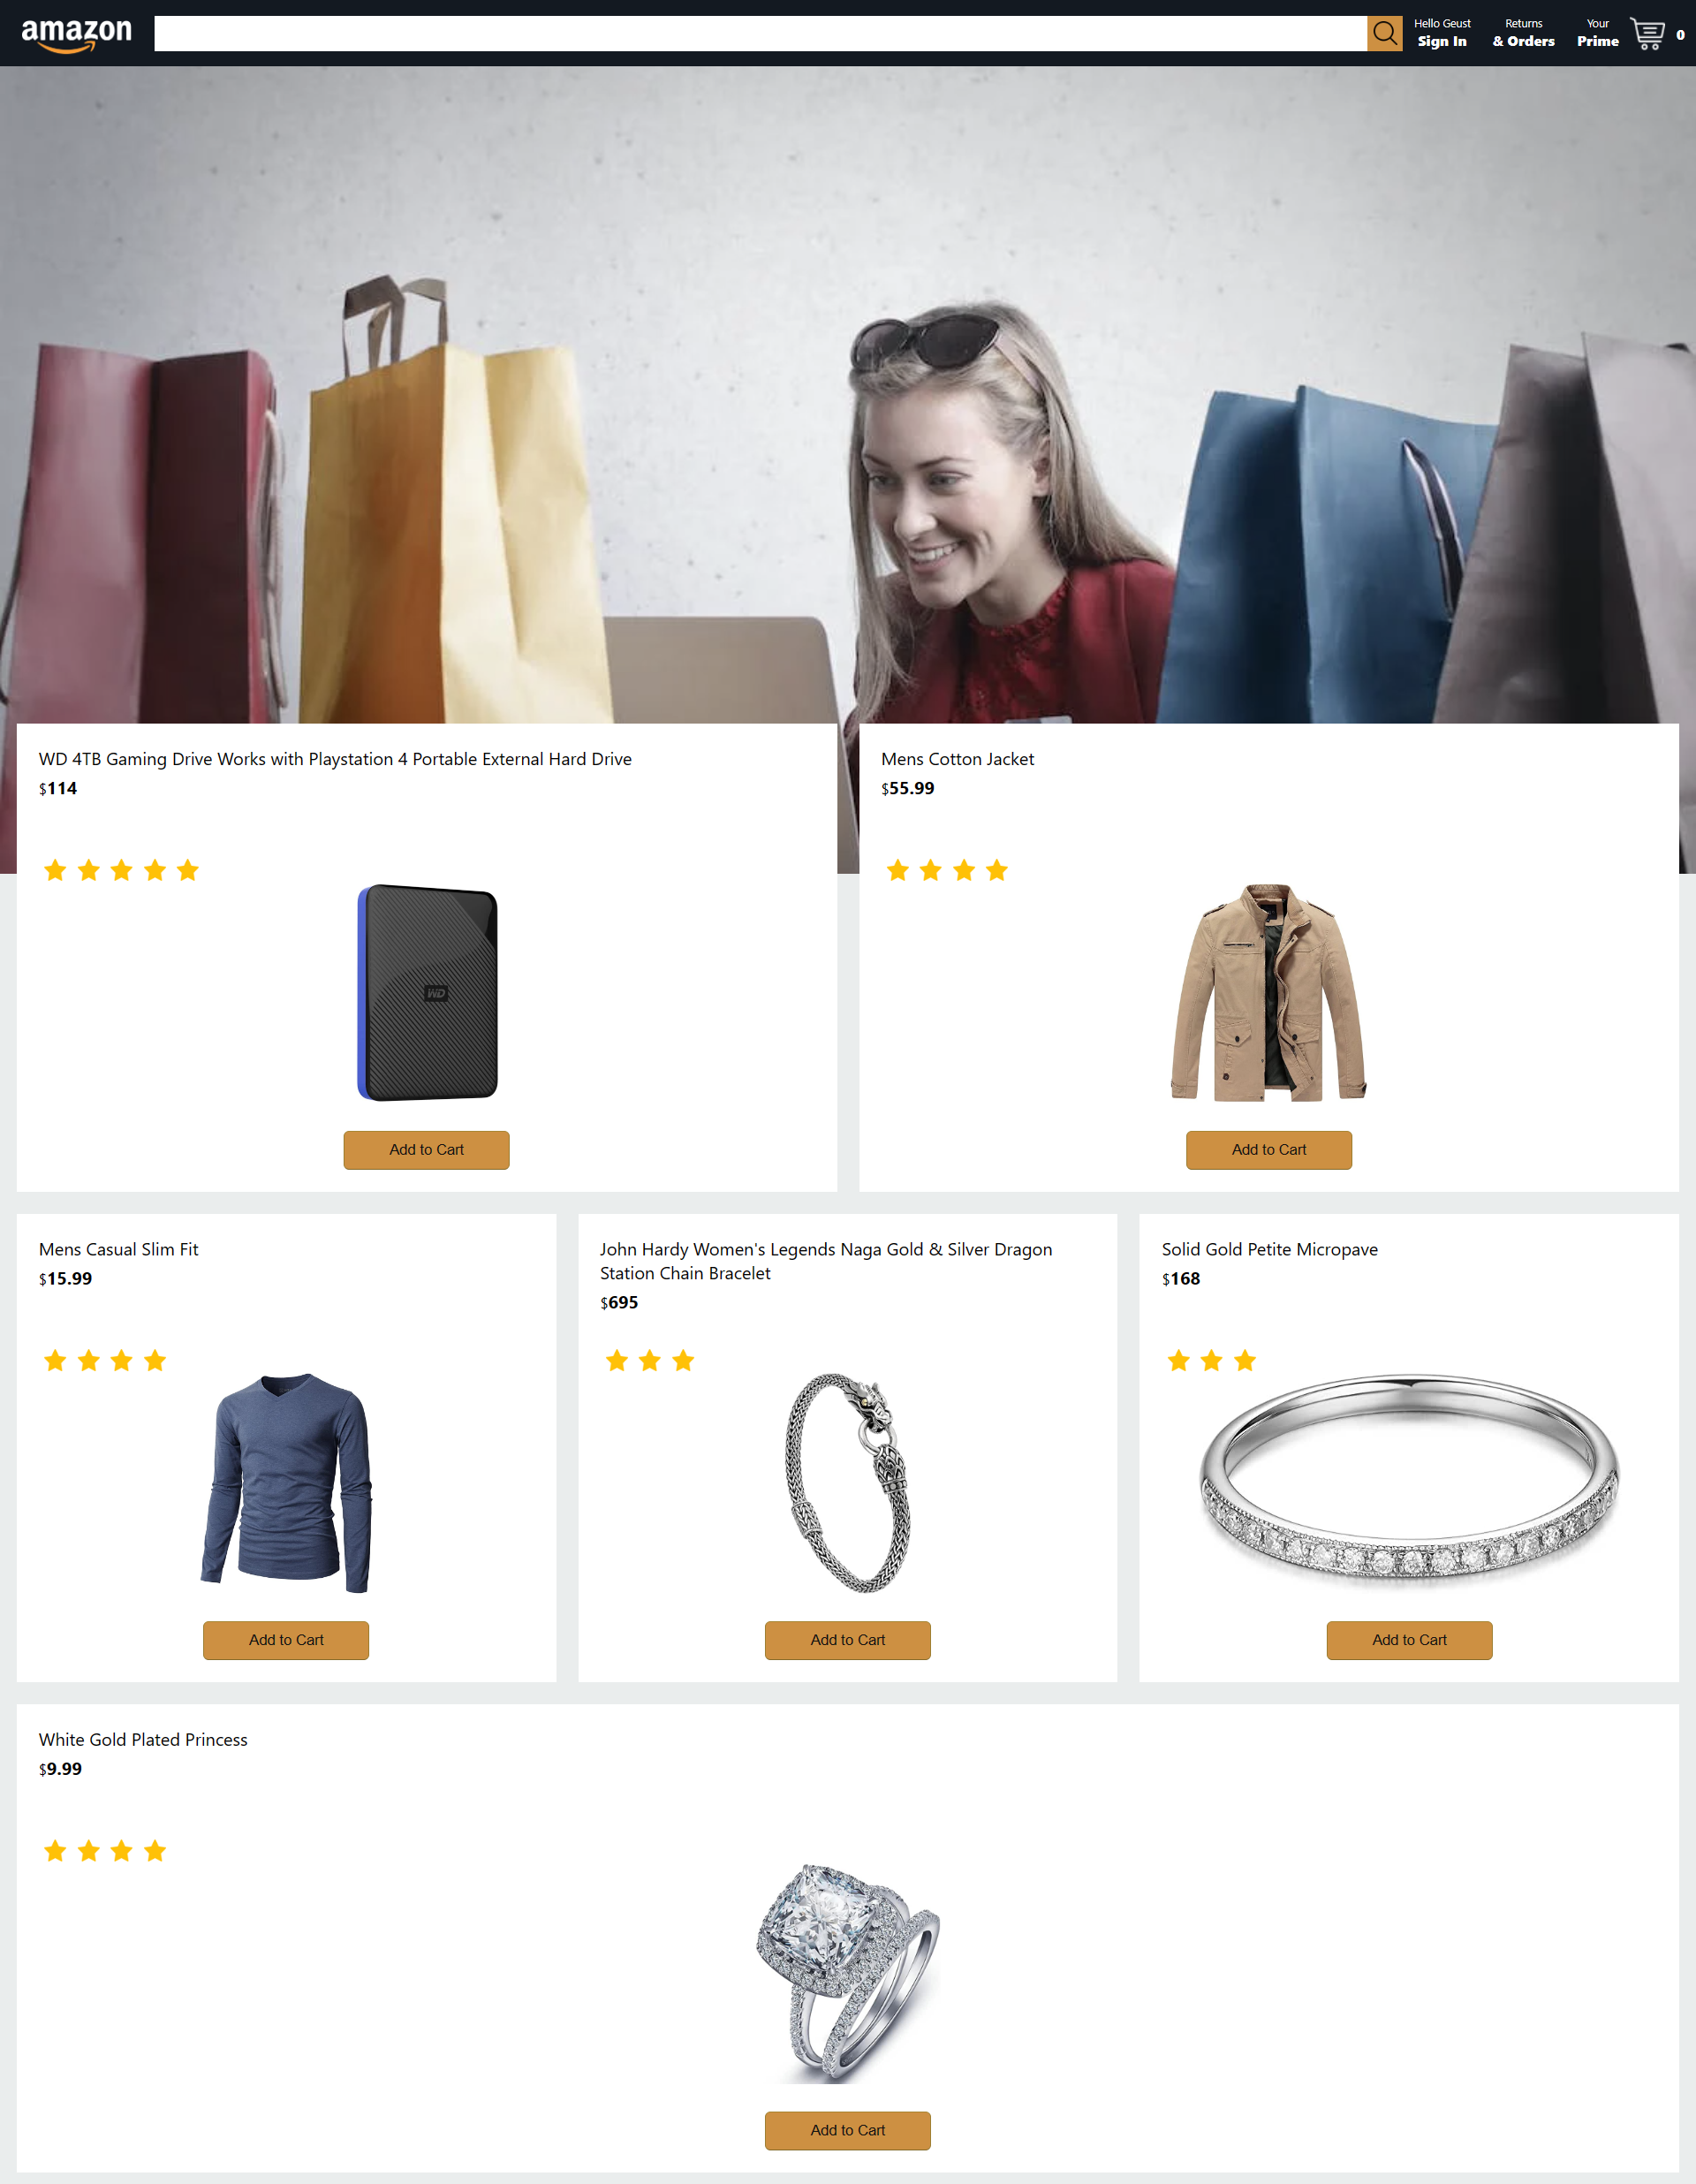 amazon
Hello Geust
Sign In
Returns
& Orders
Your
Prime
0
WD 4TB Gaming Drive Works with Playstation 4 Portable External Hard Drive
$114
WD
Add to Cart
Mens Cotton Jacket
$55.99
Add to Cart
Mens Casual Slim Fit
$15.99
Add to Cart
John Hardy Women's Legends Naga Gold & Silver Dragon
Station Chain Bracelet
$695
Add to Cart
Solid Gold Petite Micropave
$168
Add to Cart
White Gold Plated Princess
$9.99
Add to Cart